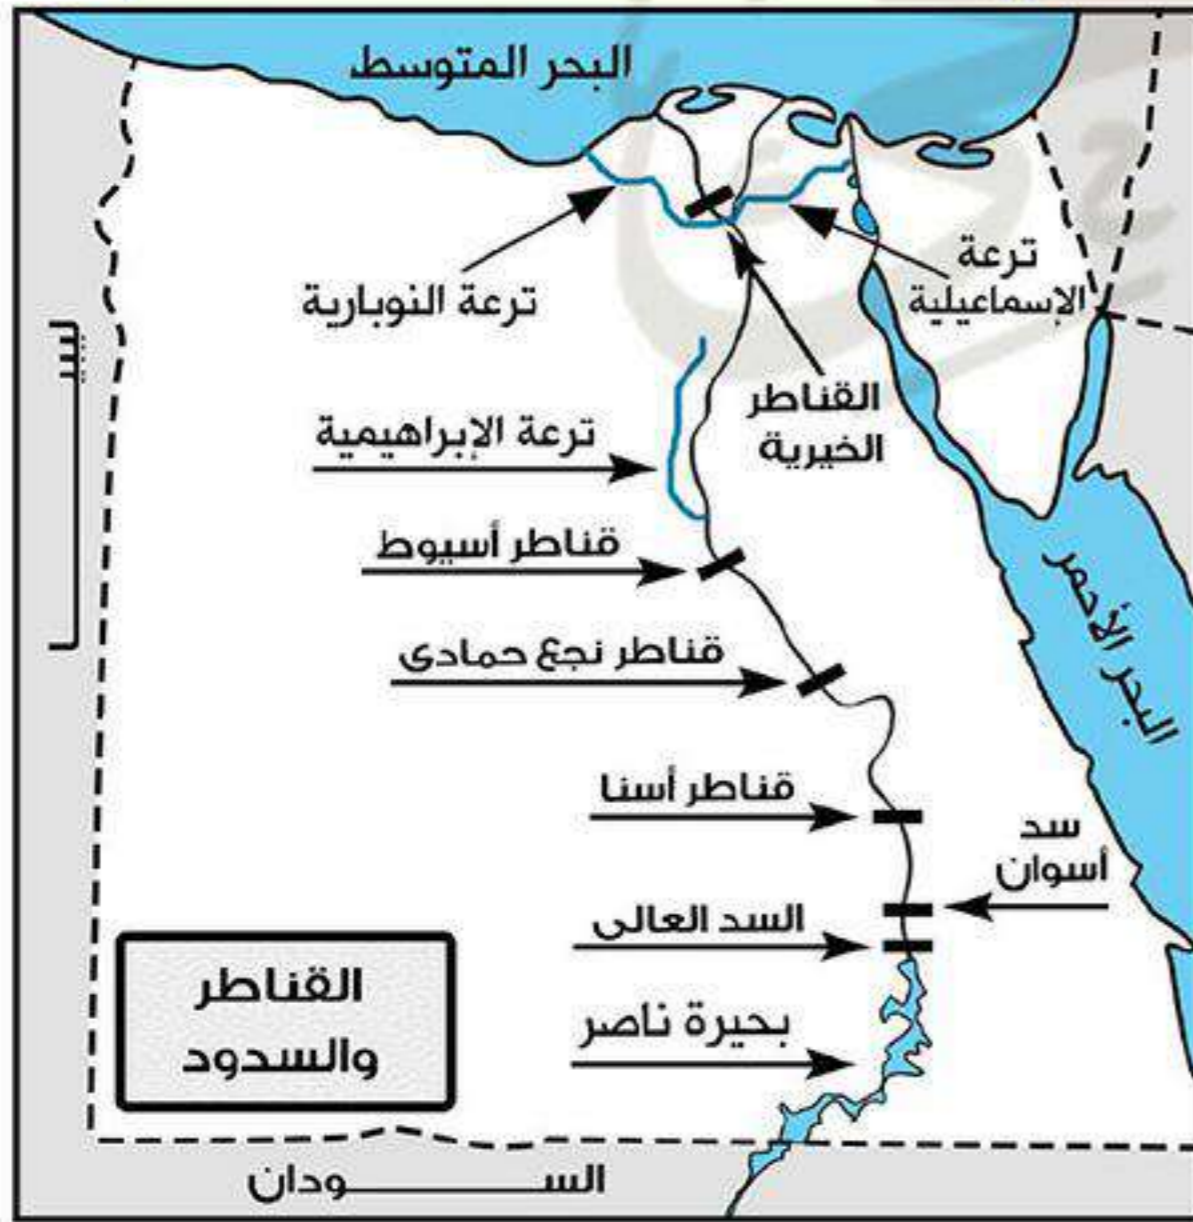 البحر المتوسط
ترعة
الإسماعيلية
ترعة النوبارية
القناطر
الخيرية
ترعة الإبراهيمية
قناطر أسيوط
البحر الأحمر
قناطر نجع حمادى
قناطر أسنا
سد
أسوان
السد العالى
بحيرة ناصر
القناطر
والسدود
الســـــــودان